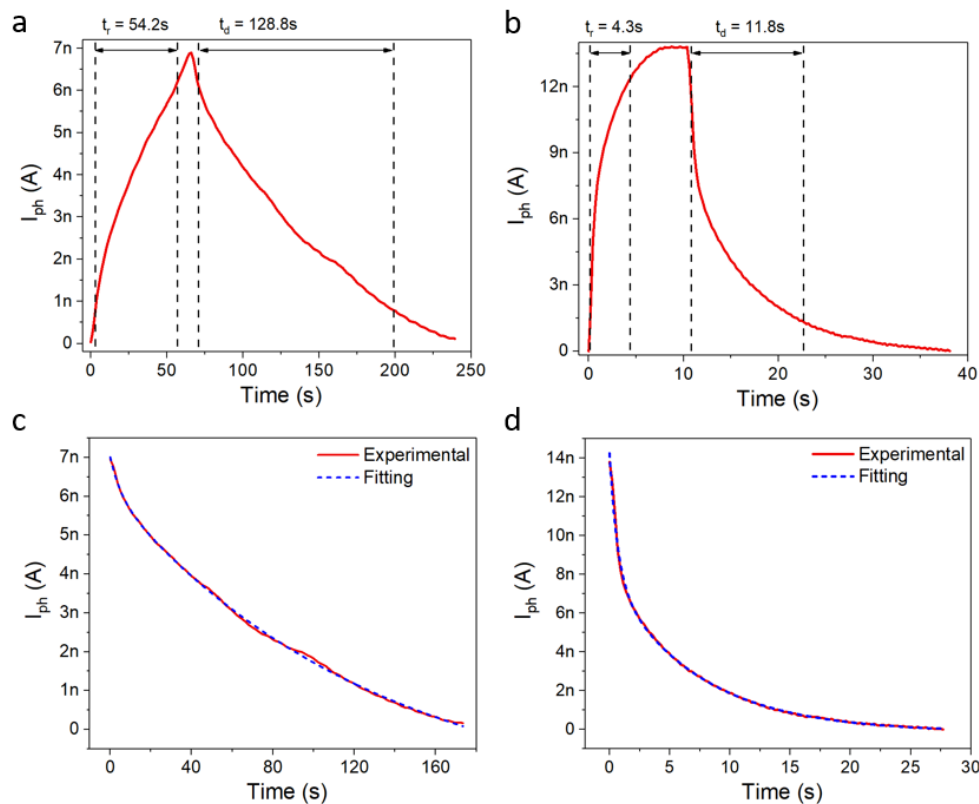 a
t_r = 54.2s
t_d = 128.8s
7n
6n
5n
4n
3n
2n
1n
0
I_ph (A)
0 50 100 150 200 250
Time (s)
b
t_r = 4.3s
t_d = 11.8s
12n
9n
6n
3n
0
I_ph (A)
0 10 20 30 40
Time (s)
c
Experimental
Fitting
7n
6n
5n
4n
3n
2n
1n
0
I_ph (A)
0 40 80 120 160
Time (s)
d
Experimental
Fitting
14n
12n
10n
8n
6n
4n
2n
0
I_ph (A)
0 5 10 15 20 25 30
Time (s)